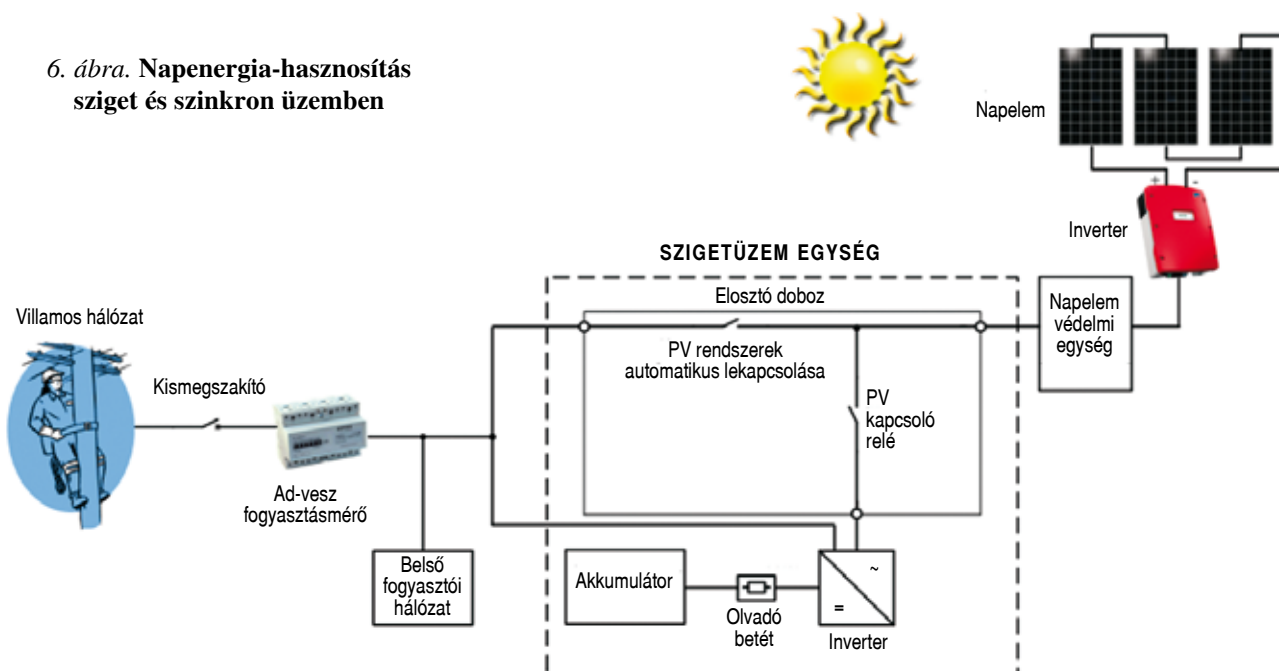 6. ábra. Napenergia-hasznosítás
sziget és szinkron üzemben
Napelem
+ -
Inverter
SZIGETÜZEM EGYSÉG
Elosztó doboz
Napelem
védelmi
egység
Villamos hálózat
PV rendszerek
automatikus lekapcsolása
Kismegszakító
PV
kapcsoló
relé
Ad-vesz
fogyasztásmérő
Belső
fogyasztói
hálózat
Akkumulátor
~
=
Olvadó
betét
Inverter